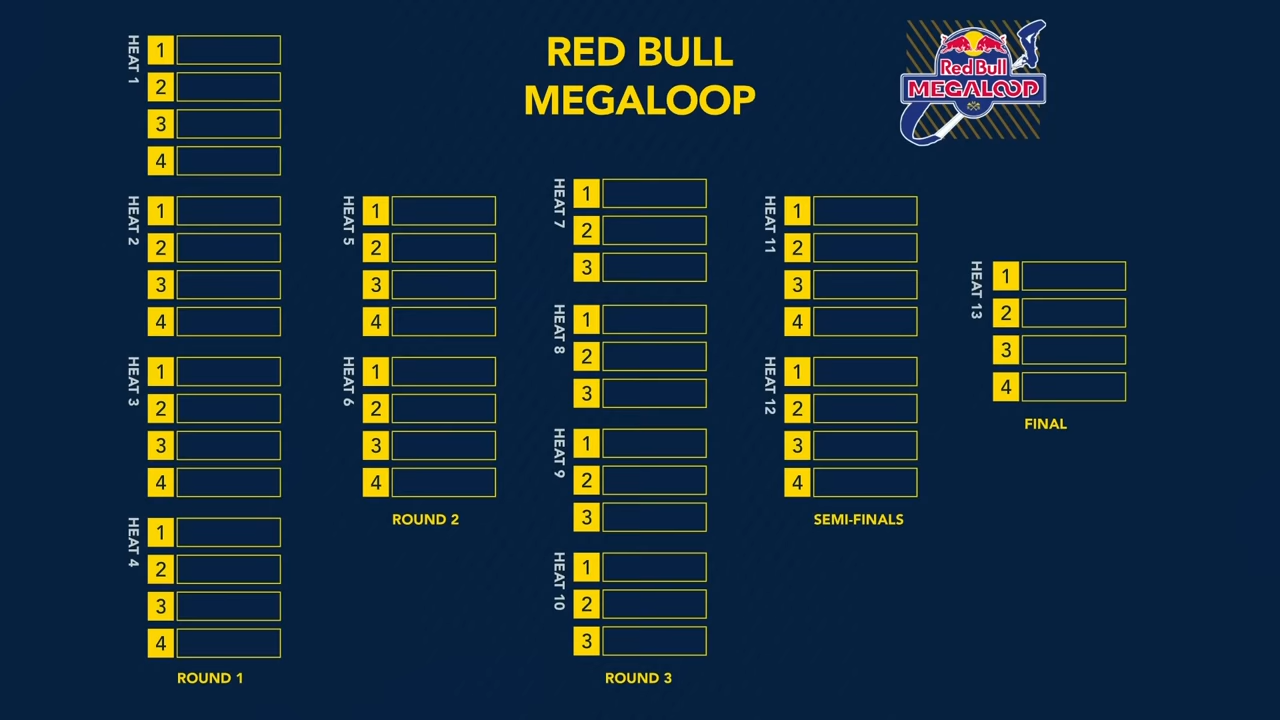 RED BULL
MEGALOOP
Red Bull
MEGALOOP
HEAT 1
1
2
3
4
HEAT 2
1
2
3
4
HEAT 3
1
2
3
4
HEAT 4
1
2
3
4
ROUND 1
HEAT 5
1
2
3
4
HEAT 6
1
2
3
4
ROUND 2
HEAT 7
1
2
3
HEAT 8
1
2
3
HEAT 9
1
2
3
HEAT 10
1
2
3
ROUND 3
HEAT 11
1
2
3
4
HEAT 12
1
2
3
4
SEMI-FINALS
HEAT 13
1
2
3
4
FINAL